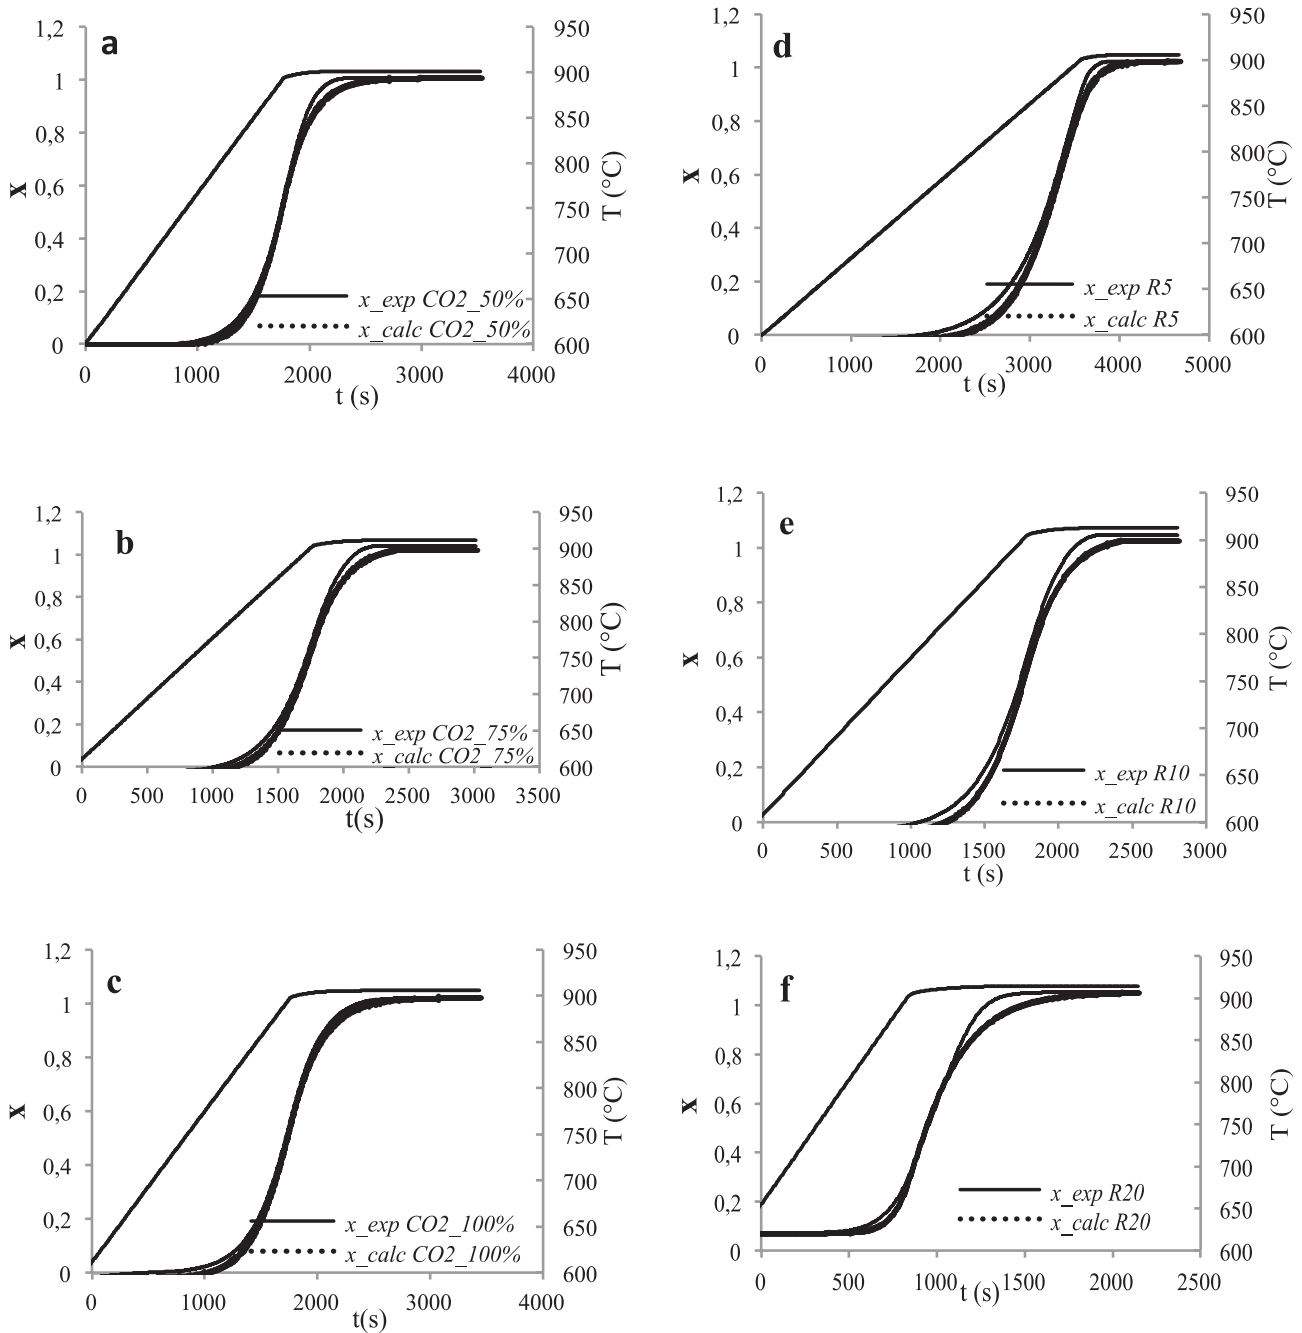 a
1,2
1
0,8
0,6
0,4
0,2
0
x
950
900
850
800
750
700
650
600
T (°C)
x_exp CO2_50%
x_calc CO2_50%
0 1000 2000 3000 4000
t (s)
d
1,2
1
0,8
0,6
0,4
0,2
0
x
950
900
850
800
750
700
650
600
T (°C)
x_exp R5
x_calc R5
0 1000 2000 3000 4000 5000
t (s)
b
1,2
1
0,8
0,6
0,4
0,2
0
x
950
900
850
800
750
700
650
600
T (°C)
x_exp CO2_75%
x_calc CO2_75%
0 500 1000 1500 2000 2500 3000 3500
t(s)
e
1,2
1
0,8
0,6
0,4
0,2
0
x
950
900
850
800
750
700
650
600
T (°C)
x_exp R10
x_calc R10
0 500 1000 1500 2000 2500 3000
t (s)
c
1,2
1
0,8
0,6
0,4
0,2
0
x
950
900
850
800
750
700
650
600
T (°C)
x_exp CO2_100%
x_calc CO2_100%
0 1000 2000 3000 4000
t(s)
f
1,2
1
0,8
0,6
0,4
0,2
0
x
950
900
850
800
750
700
650
600
T (°C)
x_exp R20
x_calc R20
0 500 1000 1500 2000 2500
t (s)